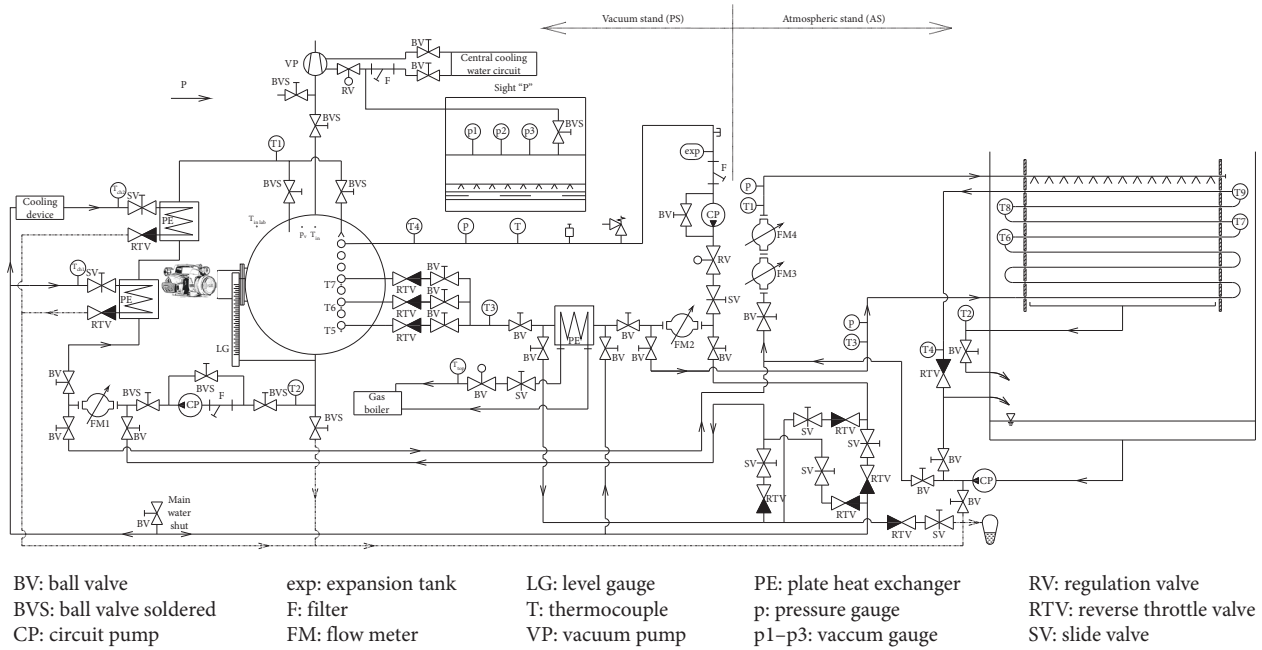 Vacuum stand (PS)
Atmospheric stand (AS)
BV
VP
Central cooling
water circuit
BV
RV
F
BVS
P
Sight "P"
BVS
p1
p2
p3
BVS
exp
F
T1
P
T1
BVS
BVS
SV
Cooling
device
PE
RTV
T4
P
T
BV
CP
FM4
T9
T8
T7
T6
RV
FM3
SV
PE
RTV
T7
T6
T5
RTV
BV
RTV
BV
RTV
BV
T3
SV
BV
P
T3
T2
BV
T4
RTV
LG
BV
BV
PE
BV
BV
FM2
BV
BV
BV
BVS
BVS
CP
F
BVS
T2
FM1
BV
BV
BV
BVS
Gas
boiler
BV
SV
SV
RTV
SV
SV
SV
RTV
RTV
RTV
BV
BV
CP
BV
Main
water
shut
BV
RTV
SV
BV: ball valve
BVS: ball valve soldered
CP: circuit pump
exp: expansion tank
F: filter
FM: flow meter
LG: level gauge
T: thermocouple
VP: vacuum pump
PE: plate heat exchanger
p: pressure gauge
p1–p3: vaccum gauge
RV: regulation valve
RTV: reverse throttle valve
SV: slide valve